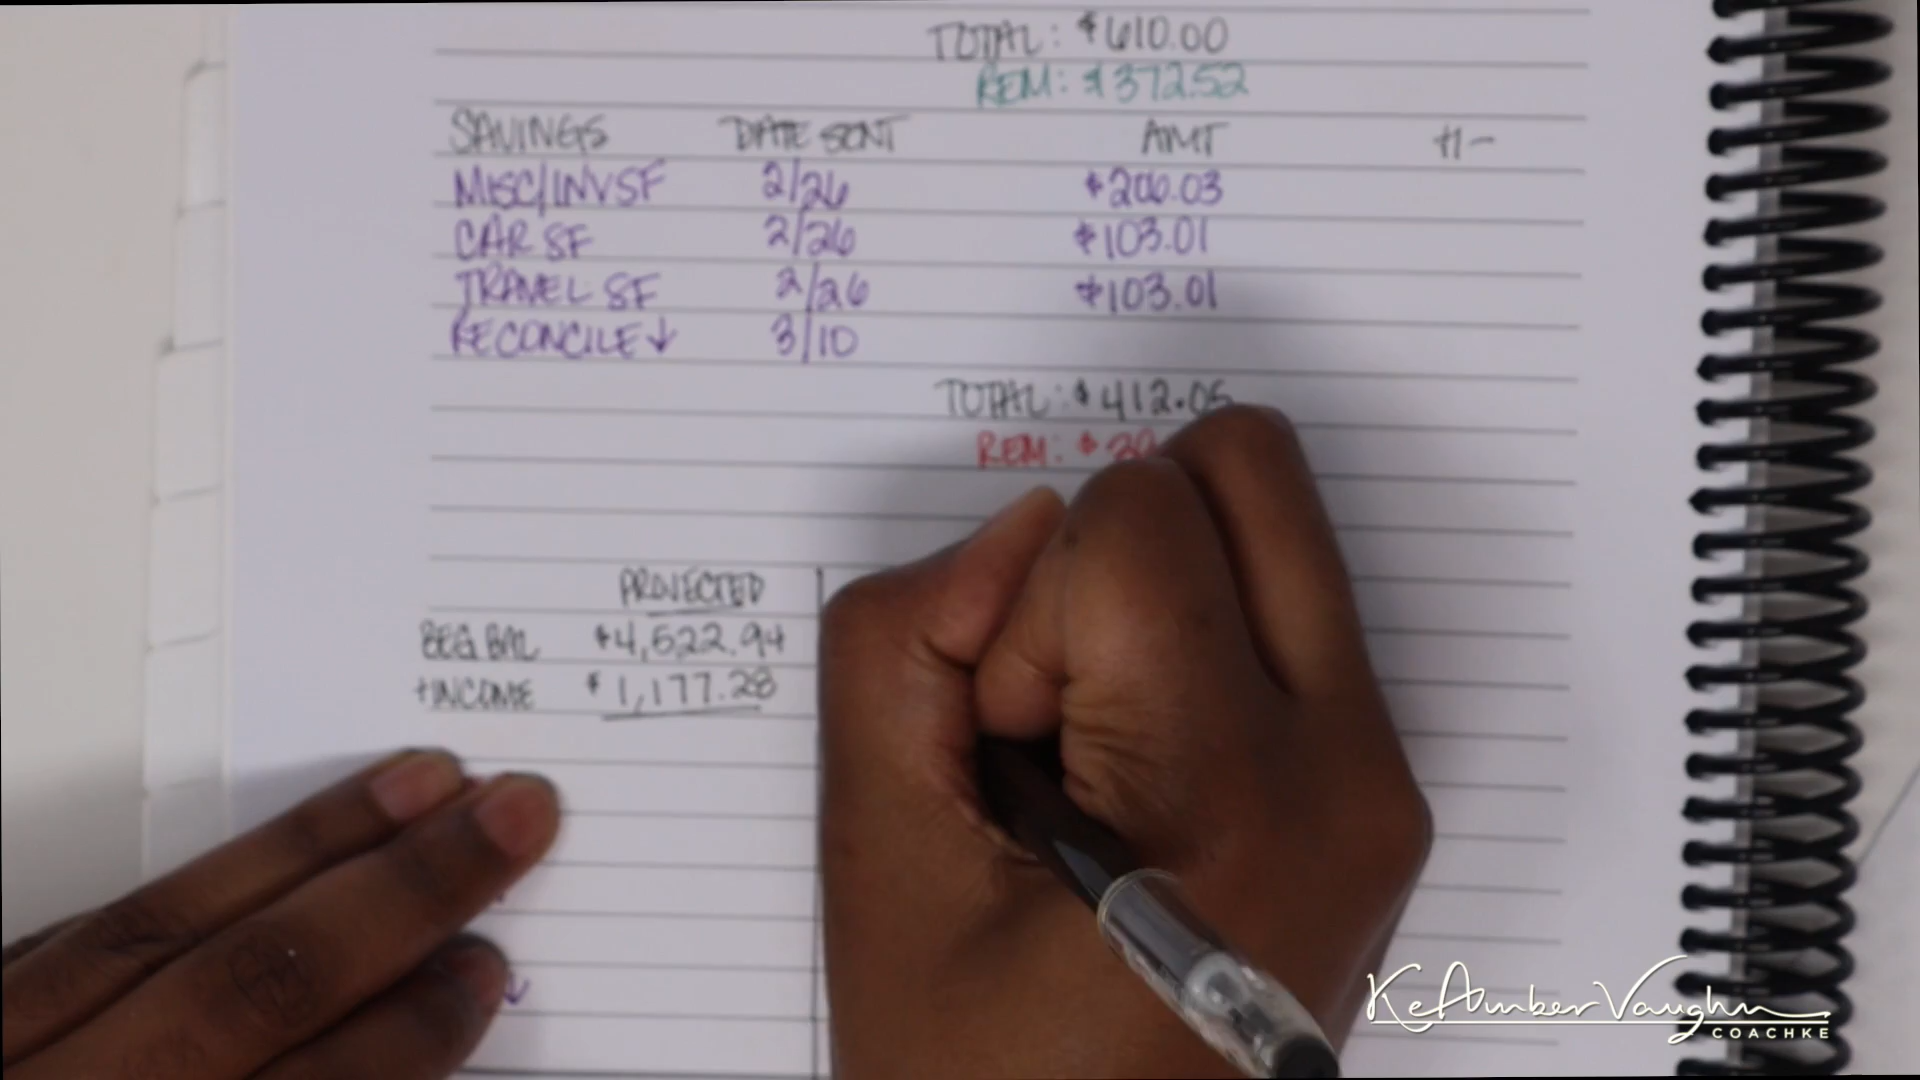 TOTAL: $610.00
REM: $372.52
SAVINGS DATE SENT AMT +/-
MISC/INV SF 2/26 $206.03
CAR SF 2/26 $103.01
TRAVEL SF 2/26 $103.01
RECONCILE↓ 3/10
TOTAL: $412.05
REM: $
PROJECTED
BEG BAL $4,522.94
+INCOME $1,177.28
KeAmber Vaughn
COACHKE